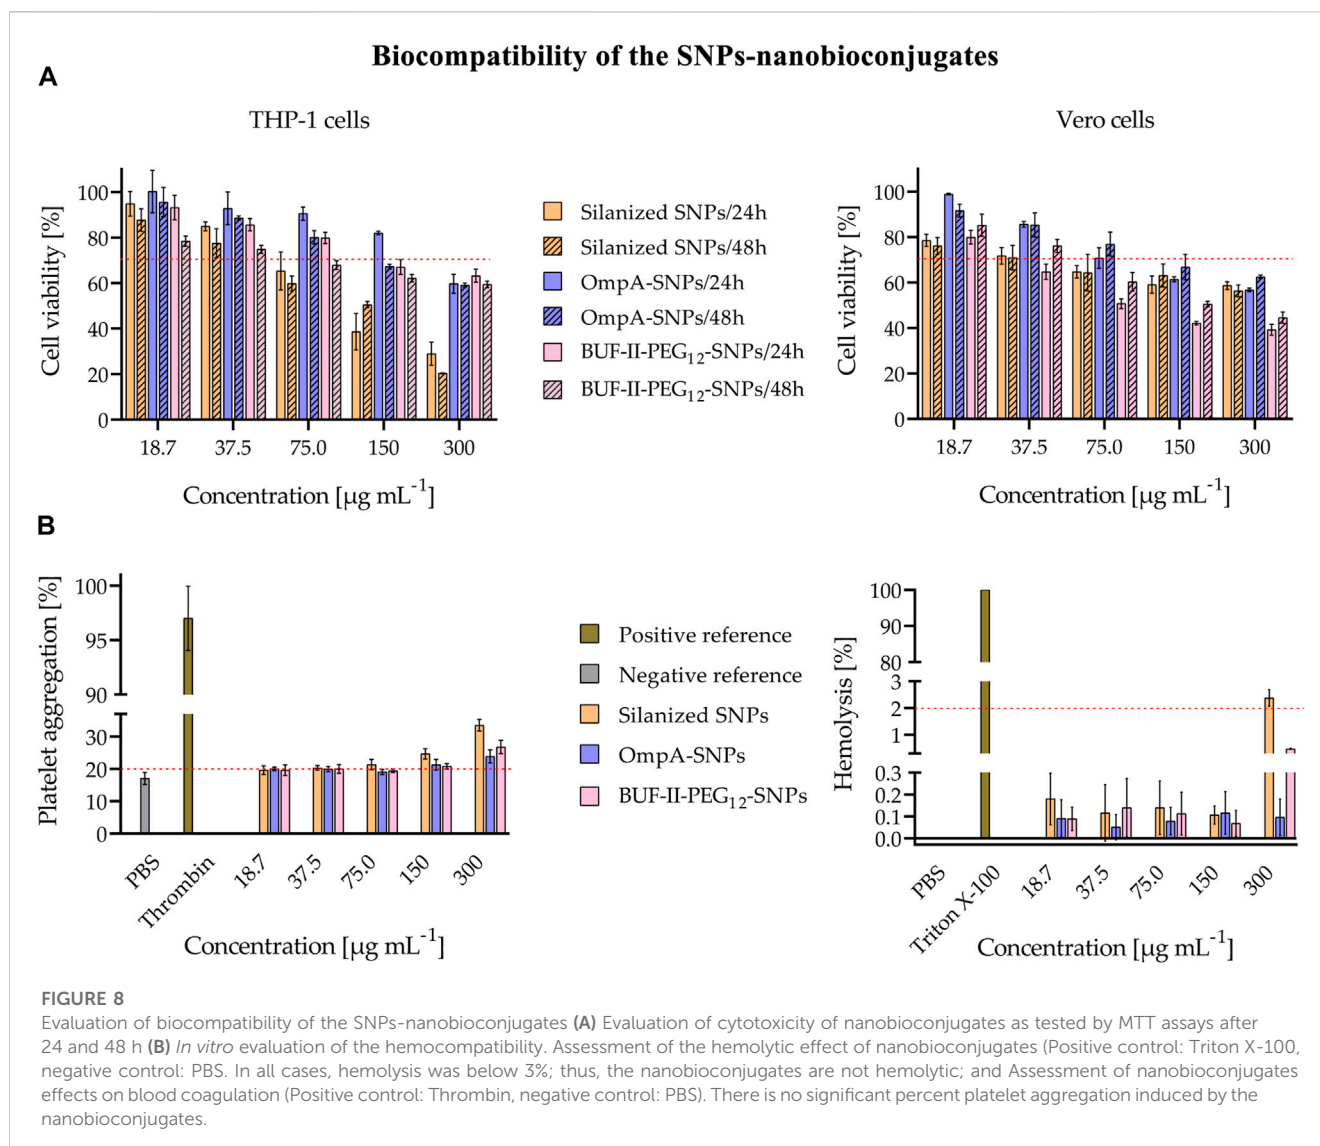 Biocompatibility of the SNPs-nanobioconjugates
A
THP-1 cells
Cell viability [%]
100
80
60
40
20
0
18.7 37.5 75.0 150 300
Concentration [µg mL⁻¹]
Silanized SNPs/24h
Silanized SNPs/48h
OmpA-SNPs/24h
OmpA-SNPs/48h
BUF-II-PEG₁₂-SNPs/24h
BUF-II-PEG₁₂-SNPs/48h
Vero cells
Cell viability [%]
100
80
60
40
20
0
18.7 37.5 75.0 150 300
Concentration [µg mL⁻¹]
B
Platelet aggregation [%]
100
95
90
30
20
10
0
PBS Thrombin 18.7 37.5 75.0 150 300
Concentration [µg mL⁻¹]
Positive reference
Negative reference
Silanized SNPs
OmpA-SNPs
BUF-II-PEG₁₂-SNPs
Hemolysis [%]
100
90
80
3
2
1
0.3
0.2
0.1
0.0
PBS Triton X-100 18.7 37.5 75.0 150 300
Concentration [µg mL⁻¹]
FIGURE 8
Evaluation of biocompatibility of the SNPs-nanobioconjugates (A) Evaluation of cytotoxicity of nanobioconjugates as tested by MTT assays after
24 and 48 h (B) In vitro evaluation of the hemocompatibility. Assessment of the hemolytic effect of nanobioconjugates (Positive control: Triton X-100,
negative control: PBS. In all cases, hemolysis was below 3%; thus, the nanobioconjugates are not hemolytic; and Assessment of nanobioconjugates
effects on blood coagulation (Positive control: Thrombin, negative control: PBS). There is no significant percent platelet aggregation induced by the
nanobioconjugates.